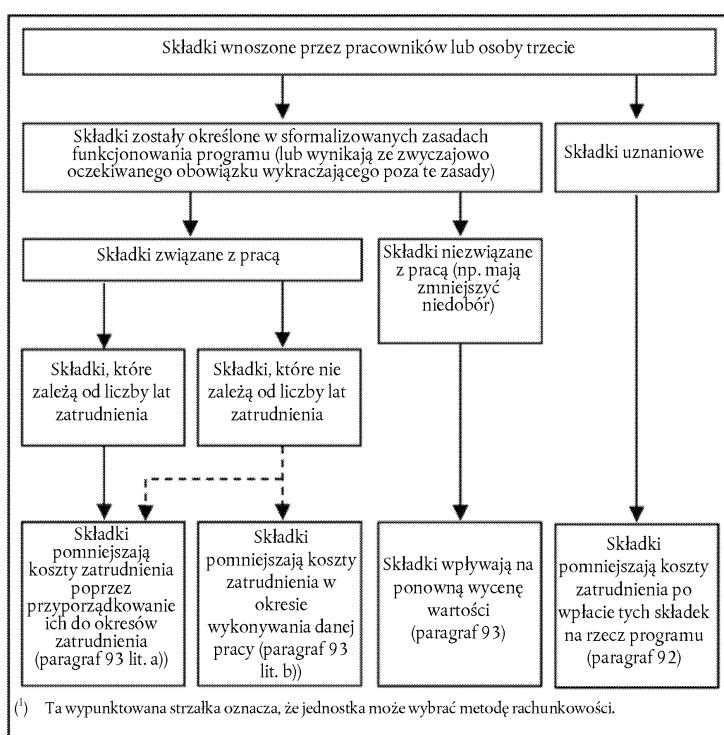 Składki wnoszone przez pracowników lub osoby trzecie
Składki zostały określone w sformalizowanych zasadach
funkcjonowania programu (lub wynikają ze zwyczajowo
oczekiwanego obowiązku wykraczającego poza te zasady)
Składki uznaniowe
Składki związane z pracą
Składki niezwiązane
z pracą (np. mają
zmniejszyć
niedobór)
Składki, które
zależą od liczby lat
zatrudnienia
Składki, które nie
zależą od liczby lat
zatrudnienia
Składki
pomniejszają
koszty zatrudnienia
poprzez
przyporządkowanie
ich do okresów
zatrudnienia
(paragraf 93 lit. a))
Składki
pomniejszają koszty
zatrudnienia w
okresie
wykonywania danej
pracy (paragraf 93
lit. b))
Składki wpływają na
ponowną wycenę
wartości
(paragraf 93)
Składki
pomniejszają koszty
zatrudnienia po
wpłacie tych składek
na rzecz programu
(paragraf 92)
(¹) Ta wypunktowana strzałka oznacza, że jednostka może wybrać metodę rachunkowości.